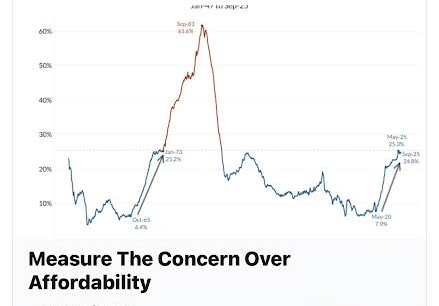 Jan-47 to Sep-25
Sep-81
61.6%
60%
50%
40%
30%
May-25
25.3%
Jan-73
25.2%
Sep-25
24.8%
20%
10%
Oct-65
6.4%
May-20
7.9%
Measure The Concern Over
Affordability